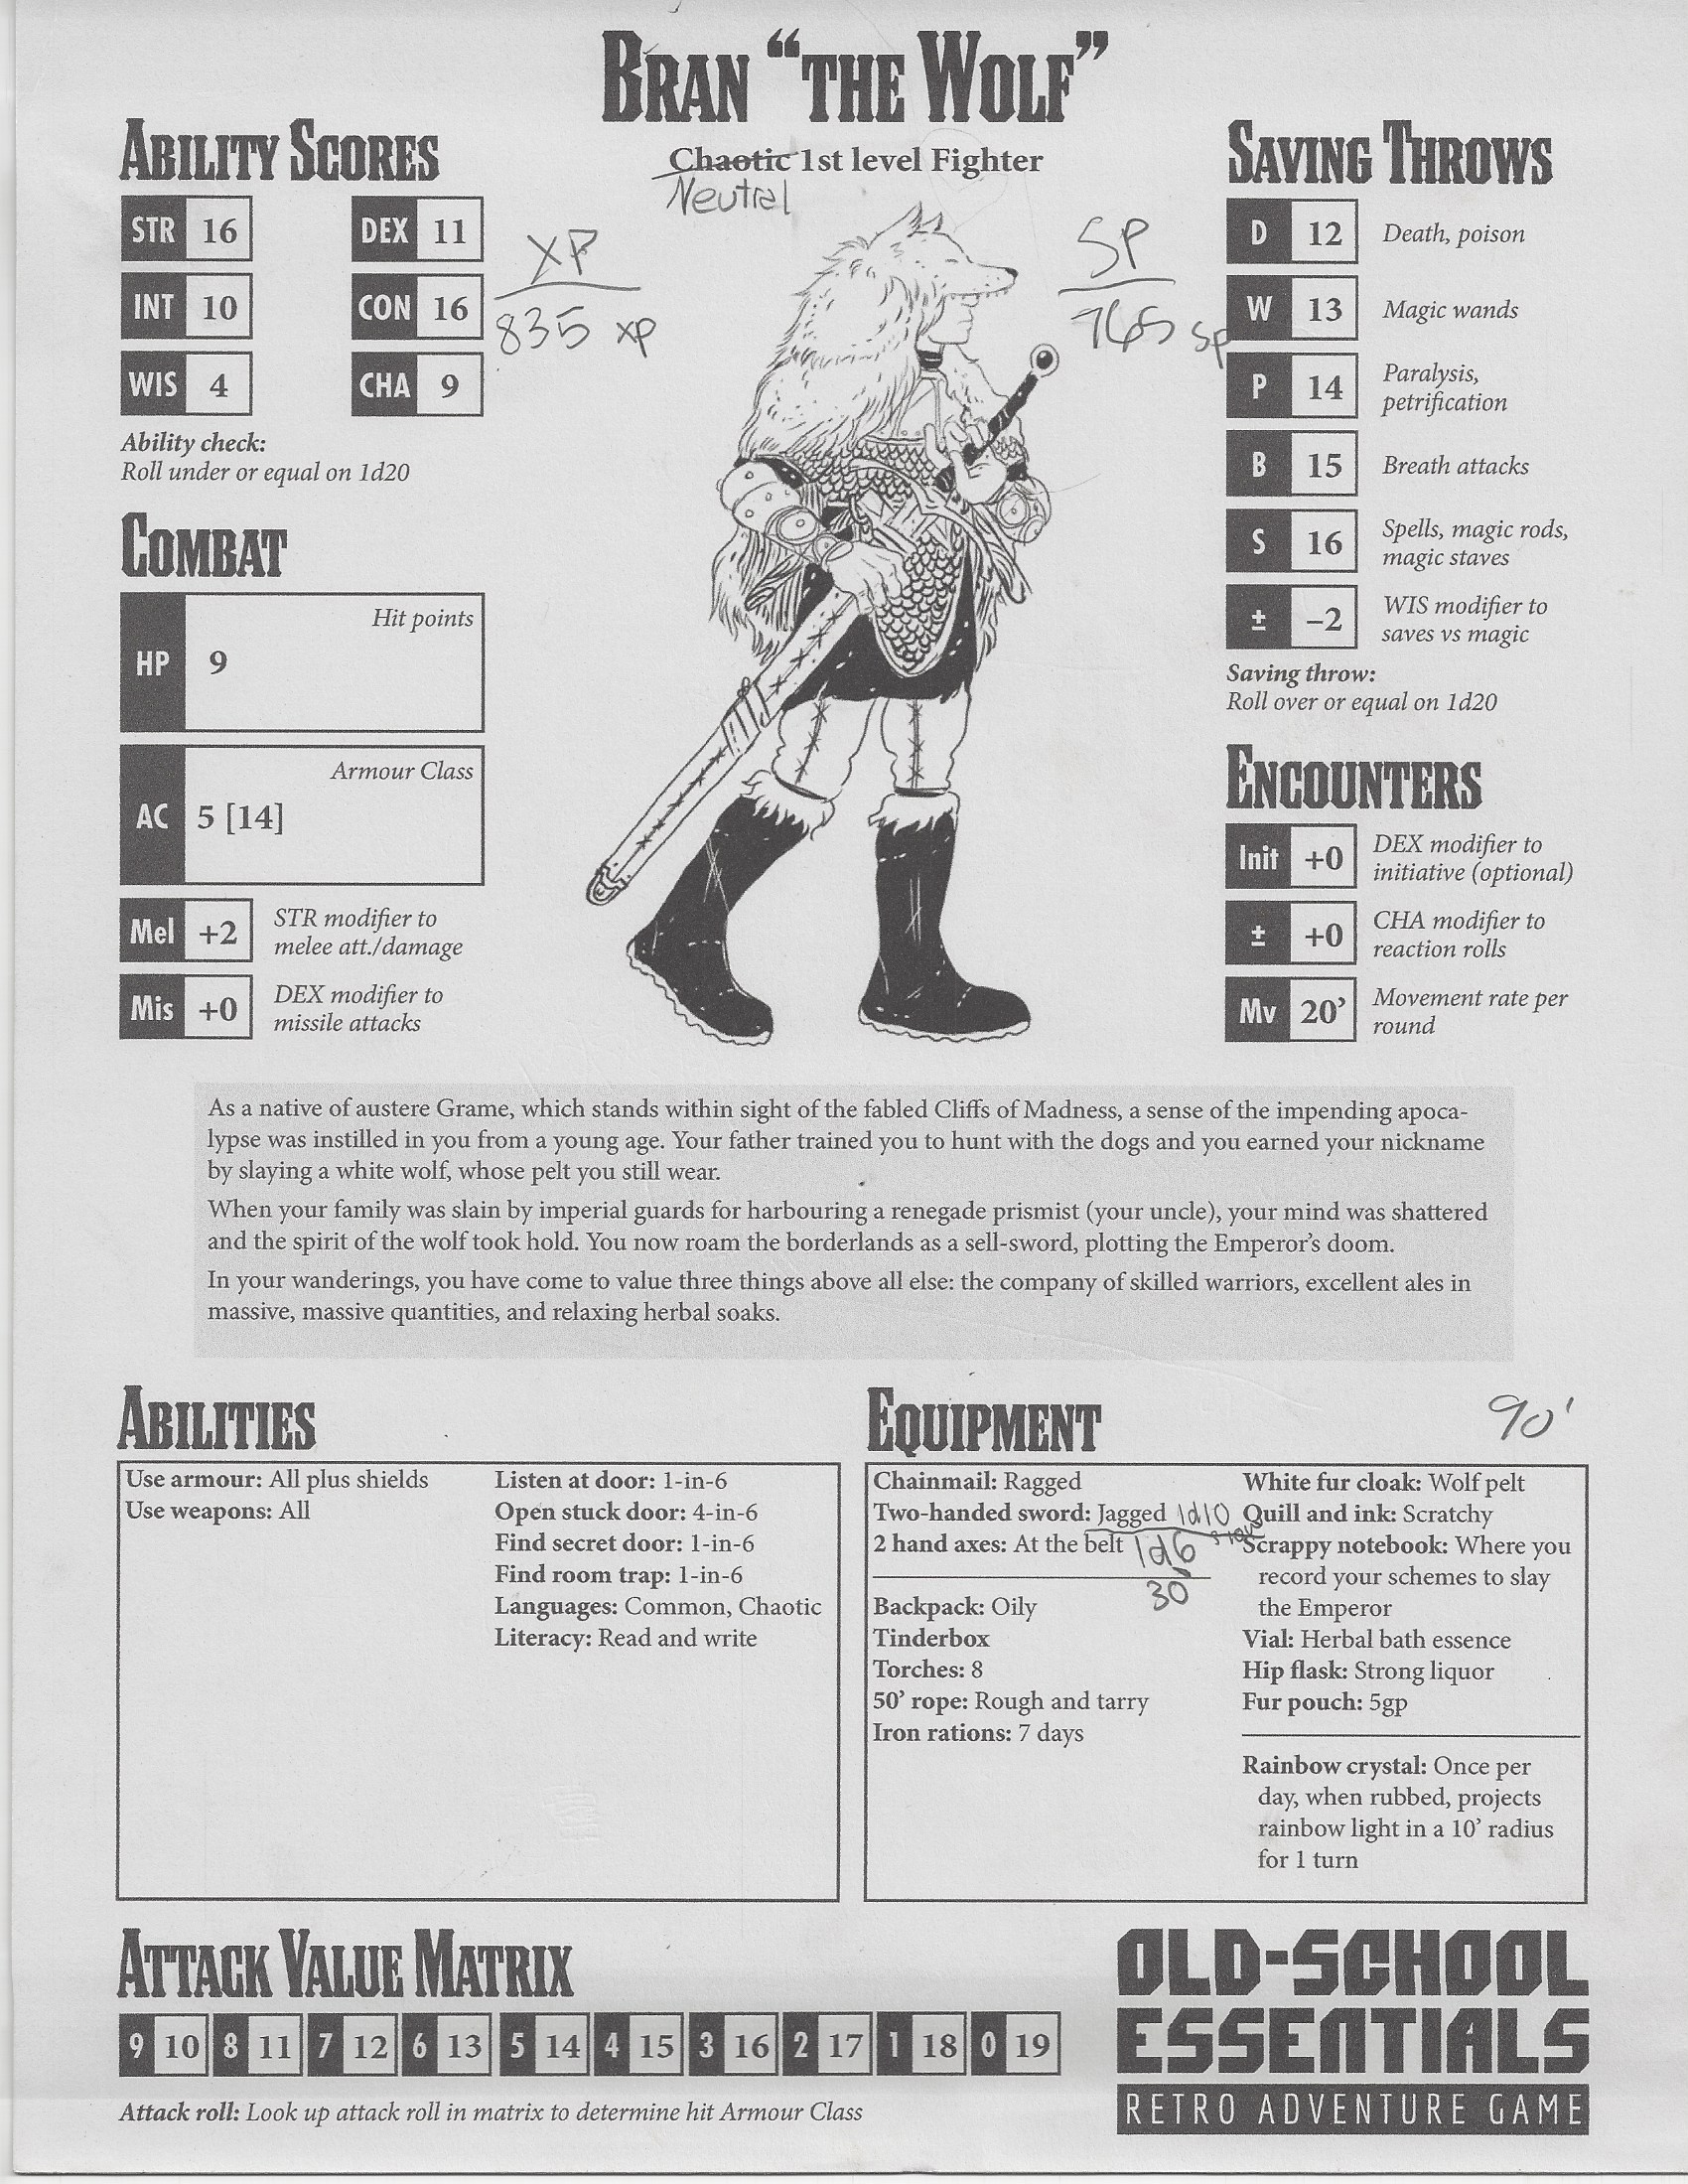 BRAN “THE WOLF”
Chaotic 1st level Fighter
Neutral
ABILITY SCORES
STR 16
DEX 11
INT 10
CON 16
WIS 4
CHA 9
Ability check:
Roll under or equal on 1d20
XP
835 xp
SP
765 sp
COMBAT
Hit points
HP 9
Armour Class
AC 5 [14]
Mel +2 STR modifier to
melee att./damage
Mis +0 DEX modifier to
missile attacks
SAVING THROWS
D 12 Death, poison
W 13 Magic wands
P 14 Paralysis,
petrification
B 15 Breath attacks
S 16 Spells, magic rods,
magic staves
± –2 WIS modifier to
saves vs magic
Saving throw:
Roll over or equal on 1d20
ENCOUNTERS
Init +0 DEX modifier to
initiative (optional)
± +0 CHA modifier to
reaction rolls
Mv 20’ Movement rate per
round
As a native of austere Grame, which stands within sight of the fabled Cliffs of Madness, a sense of the impending apoca-
lypse was instilled in you from a young age. Your father trained you to hunt with the dogs and you earned your nickname
by slaying a white wolf, whose pelt you still wear.
When your family was slain by imperial guards for harbouring a renegade prismist (your uncle), your mind was shattered
and the spirit of the wolf took hold. You now roam the borderlands as a sell-sword, plotting the Emperor’s doom.
In your wanderings, you have come to value three things above all else: the company of skilled warriors, excellent ales in
massive, massive quantities, and relaxing herbal soaks.
ABILITIES
Use armour: All plus shields
Use weapons: All
Listen at door: 1-in-6
Open stuck door: 4-in-6
Find secret door: 1-in-6
Find room trap: 1-in-6
Languages: Common, Chaotic
Literacy: Read and write
EQUIPMENT
90'
Chainmail: Ragged
Two-handed sword: Jagged 1d10
2 hand axes: At the belt 1d6
30
Backpack: Oily
Tinderbox
Torches: 8
50’ rope: Rough and tarry
Iron rations: 7 days
White fur cloak: Wolf pelt
Quill and ink: Scratchy
Scrappy notebook: Where you
record your schemes to slay
the Emperor
Vial: Herbal bath essence
Hip flask: Strong liquor
Fur pouch: 5gp
Rainbow crystal: Once per
day, when rubbed, projects
rainbow light in a 10’ radius
for 1 turn
ATTACK VALUE MATRIX
9 10 8 11 7 12 6 13 5 14 4 15 3 16 2 17 1 18 0 19
Attack roll: Look up attack roll in matrix to determine hit Armour Class
OLD-SCHOOL
ESSENTIALS
RETRO ADVENTURE GAME